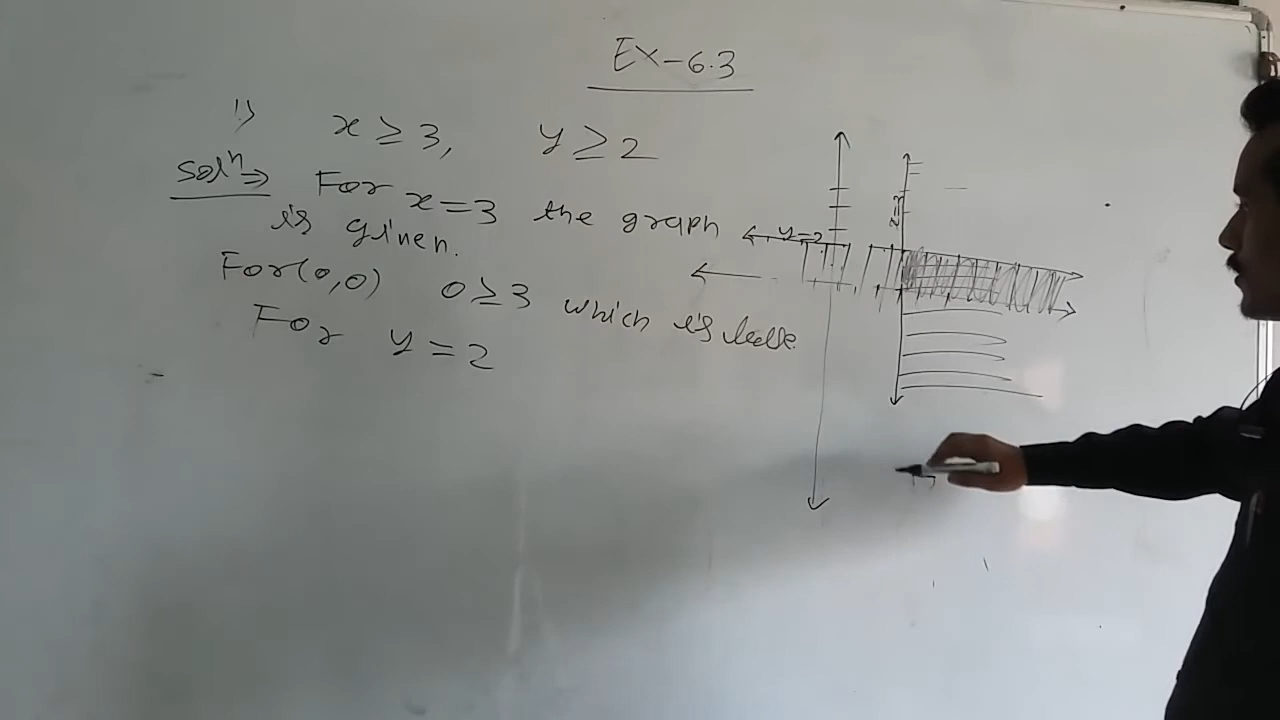 Ex-6.3
1) x ≥ 3, y ≥ 2
Solⁿ ⇒ For x = 3 the graph
is given.
For (0,0) 0 ≥ 3 which is
For y = 2
y=2
x=3